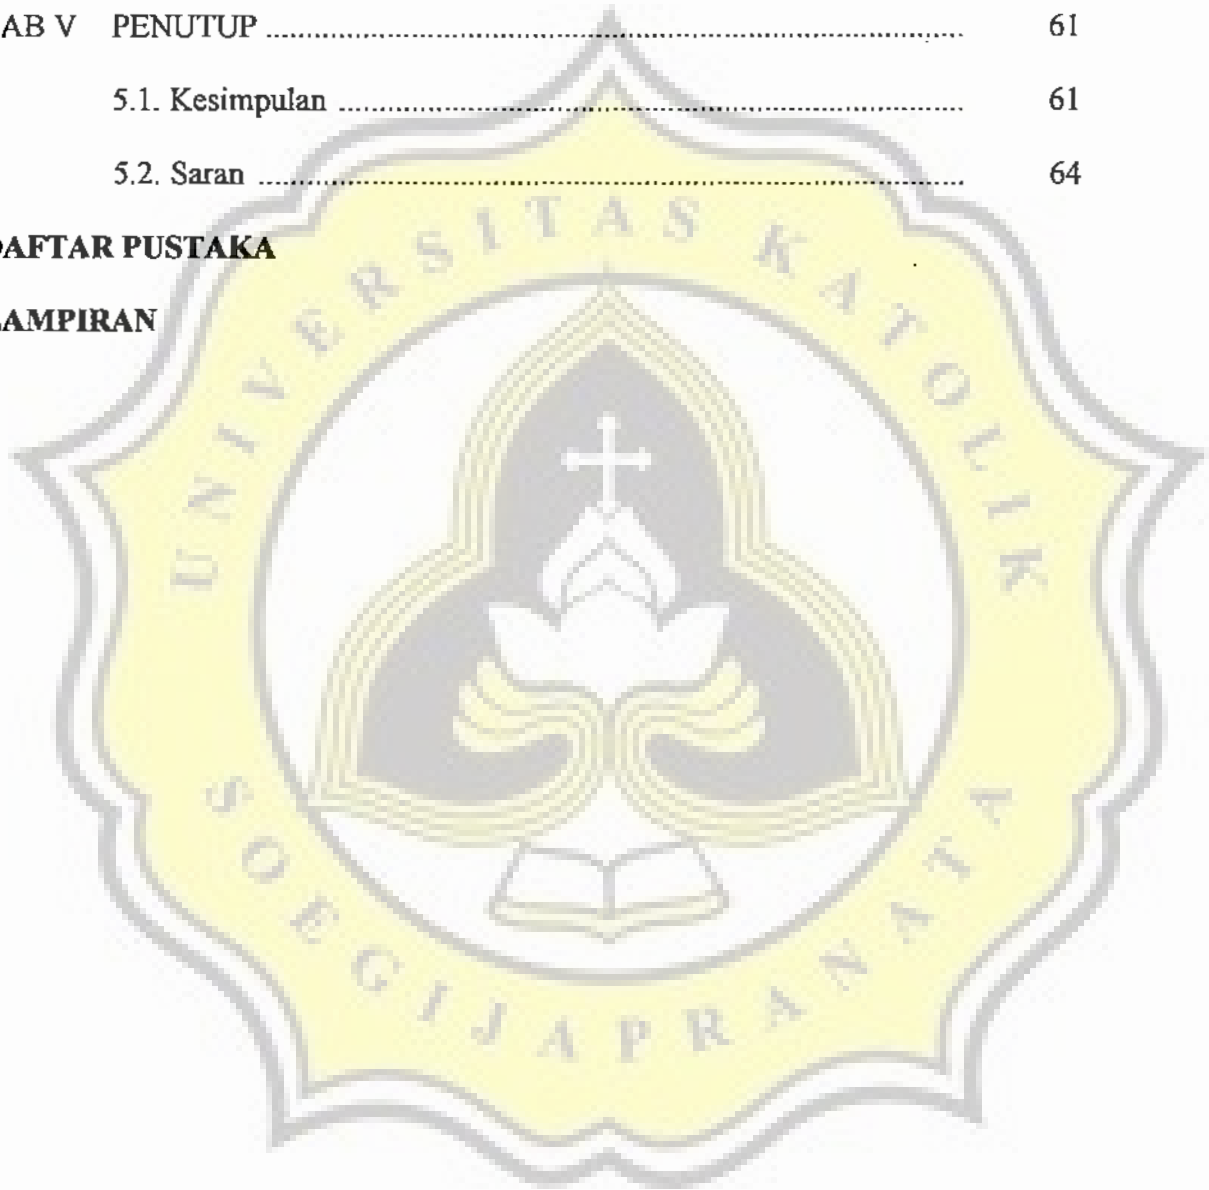 AB V PENUTUP ........ 61
5.1. Kesimpulan ........ 61
5.2. Saran ........ 64
DAFTAR PUSTAKA
LAMPIRAN
UNIVERSITAS KATOLIK
SOEGIJAPRANATA